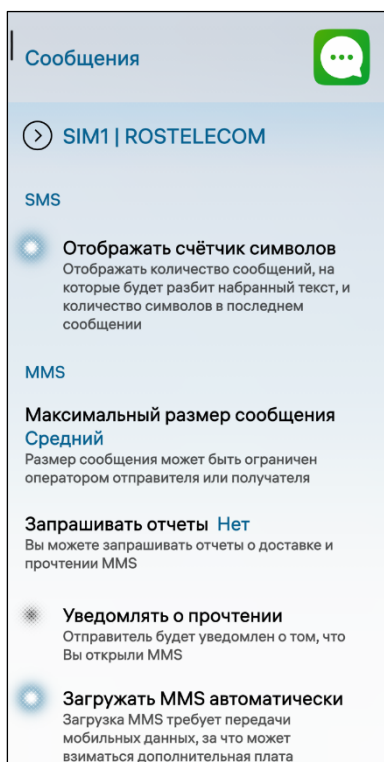 Сообщения
SIM1 | ROSTELECOM
SMS
Отображать счётчик символов
Отображать количество сообщений, на
которые будет разбит набранный текст, и
количество символов в последнем
сообщении
MMS
Максимальный размер сообщения
Средний
Размер сообщения может быть ограничен
оператором отправителя или получателя
Запрашивать отчеты Нет
Вы можете запрашивать отчеты о доставке и
прочтении MMS
Уведомлять о прочтении
Отправитель будет уведомлен о том, что
Вы открыли MMS
Загружать MMS автоматически
Загрузка MMS требует передачи
мобильных данных, за что может
взиматься дополнительная плата